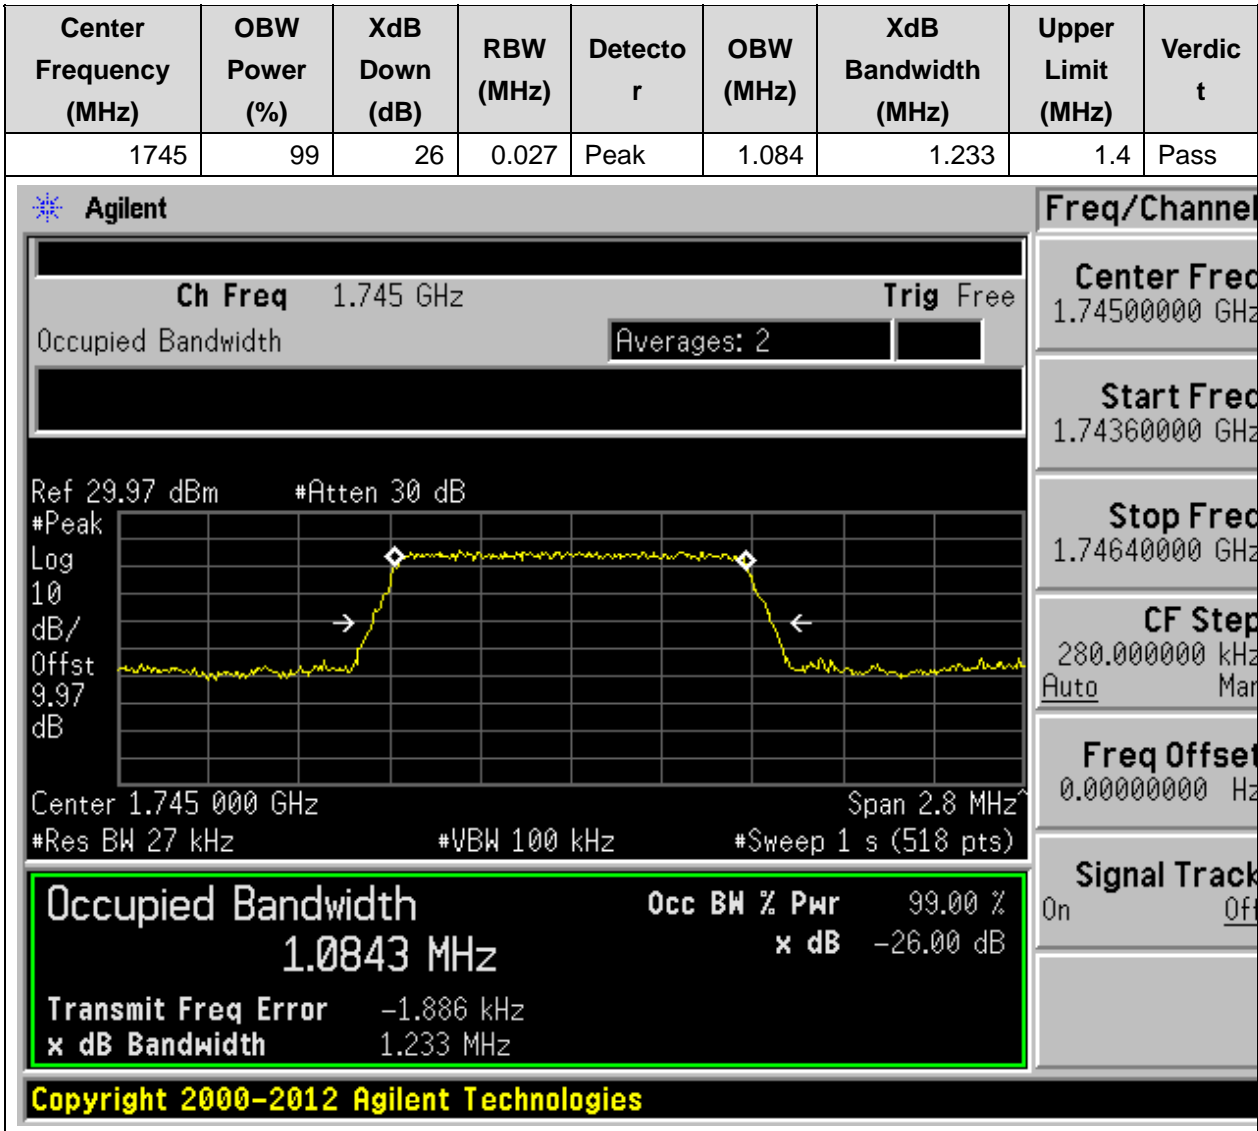 Center Frequency (MHz) OBW Power (%) XdB Down (dB) RBW (MHz) Detecto r OBW (MHz) XdB Bandwidth (MHz) Upper Limit (MHz) Verdic t
1745 99 26 0.027 Peak 1.084 1.233 1.4 Pass
Agilent
Freq/Channel
Ch Freq 1.745 GHz Trig Free
Occupied Bandwidth Averages: 2
Center Freq
1.74500000 GHz
Start Freq
1.74360000 GHz
Stop Freq
1.74640000 GHz
CF Step
280.000000 kHz
Auto Man
Freq Offset
0.00000000 Hz
Signal Track
On Off
Ref 29.97 dBm #Atten 30 dB
#Peak
Log
10
dB/
Offst
9.97
dB
Center 1.745 000 GHz Span 2.8 MHz^
#Res BW 27 kHz #VBW 100 kHz #Sweep 1 s (518 pts)
Occupied Bandwidth Occ BW % Pwr 99.00 %
1.0843 MHz x dB -26.00 dB
Transmit Freq Error -1.886 kHz
x dB Bandwidth 1.233 MHz
Copyright 2000-2012 Agilent Technologies